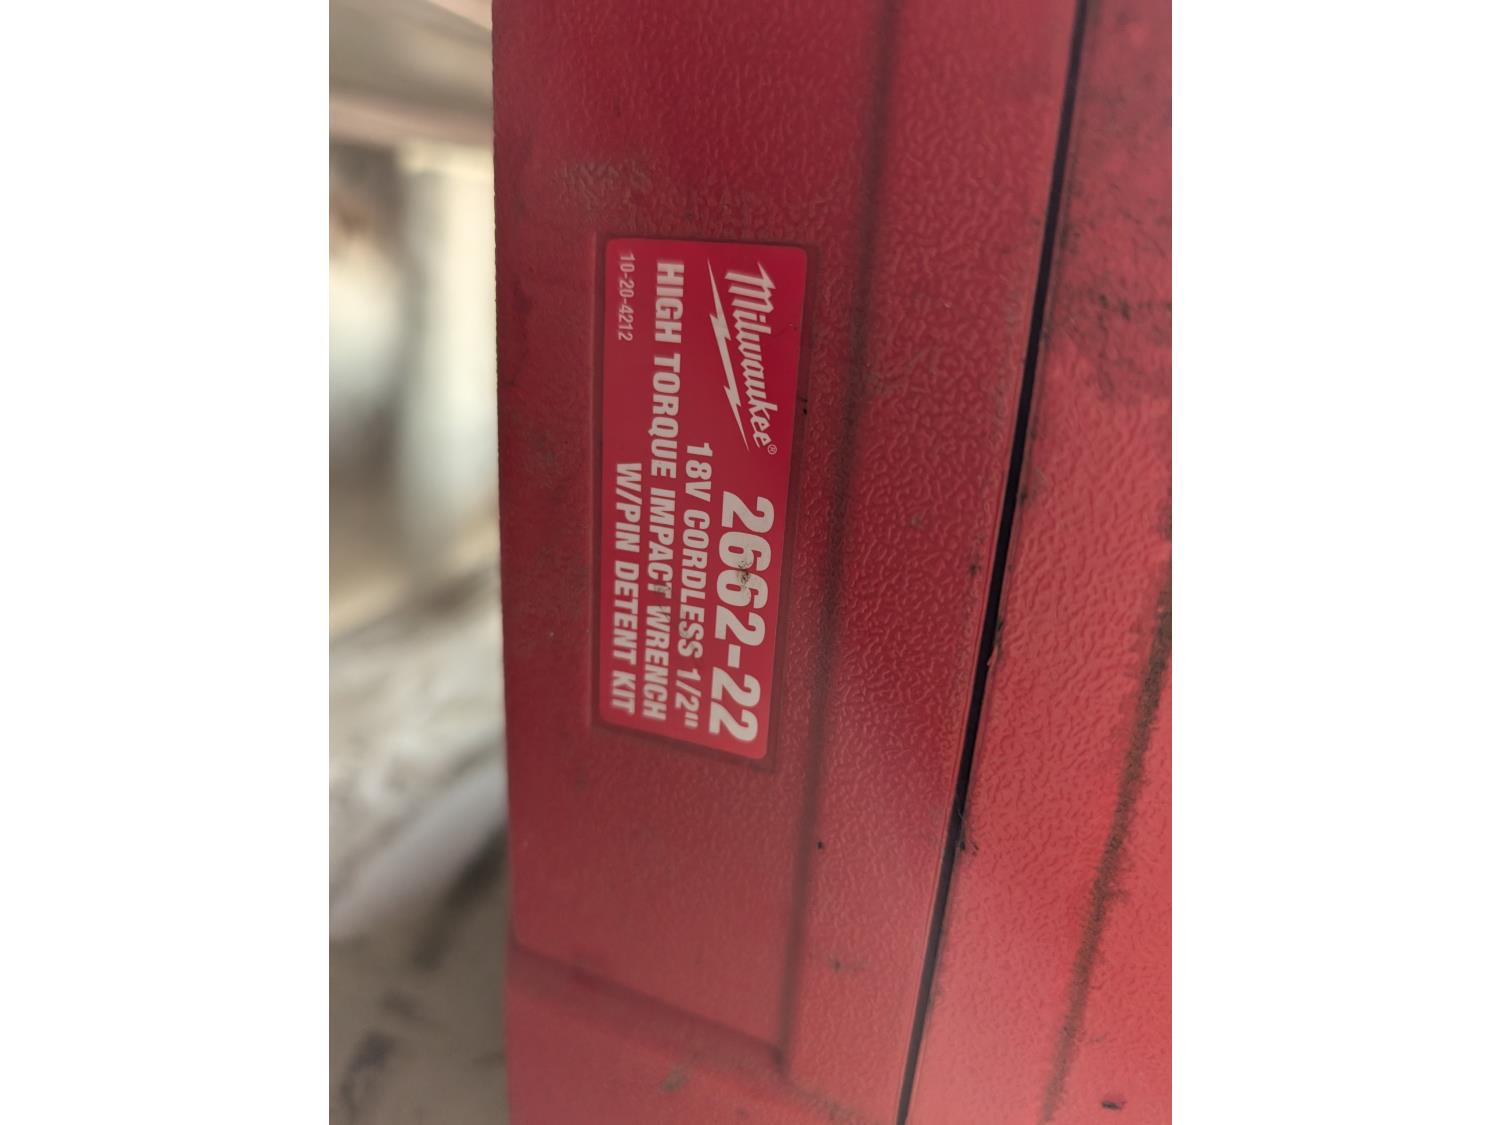 Milwaukee® 2662-22
18V CORDLESS 1/2"
HIGH TORQUE IMPACT WRENCH
10-20-4212 W/PIN DETENT KIT